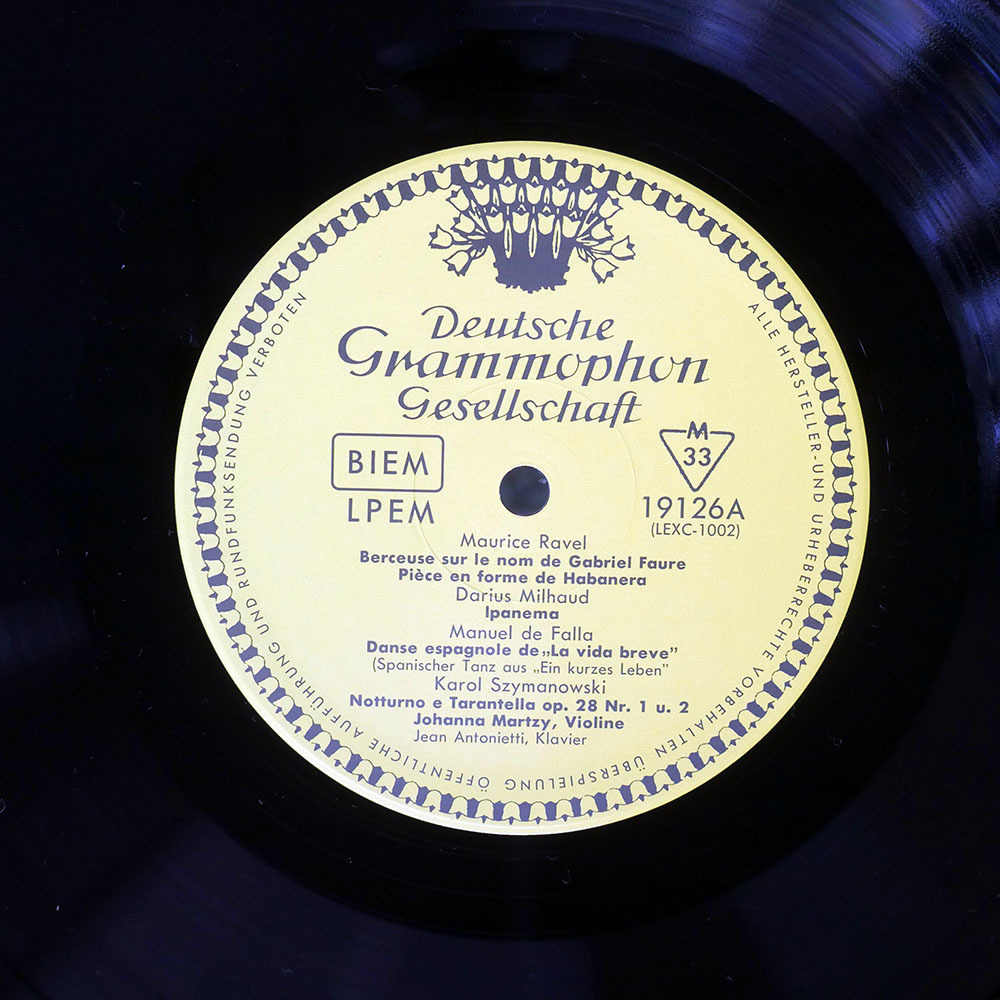 Deutsche
Grammophon
Gesellschaft
BIEM
LPEM
M
33
19126A
(LEXC-1002)
Maurice Ravel
Berceuse sur le nom de Gabriel Faure
Pièce en forme de Habanera
Darius Milhaud
Ipanema
Manuel de Falla
Danse espagnole de „La vida breve”
(Spanischer Tanz aus „Ein kurzes Leben”
Karol Szymanowski
Notturno e Tarantella op. 28 Nr. 1 u. 2
Johanna Martzy, Violine
Jean Antonietti, Klavier
ALLE HERSTELLER-UND URHEBERRECHTE VORBEHALTEN ÜBERSPIELUNG ÖFFENTLICHE AUFFÜHRUNG UND RUNDFUNKSENDUNG VERBOTEN